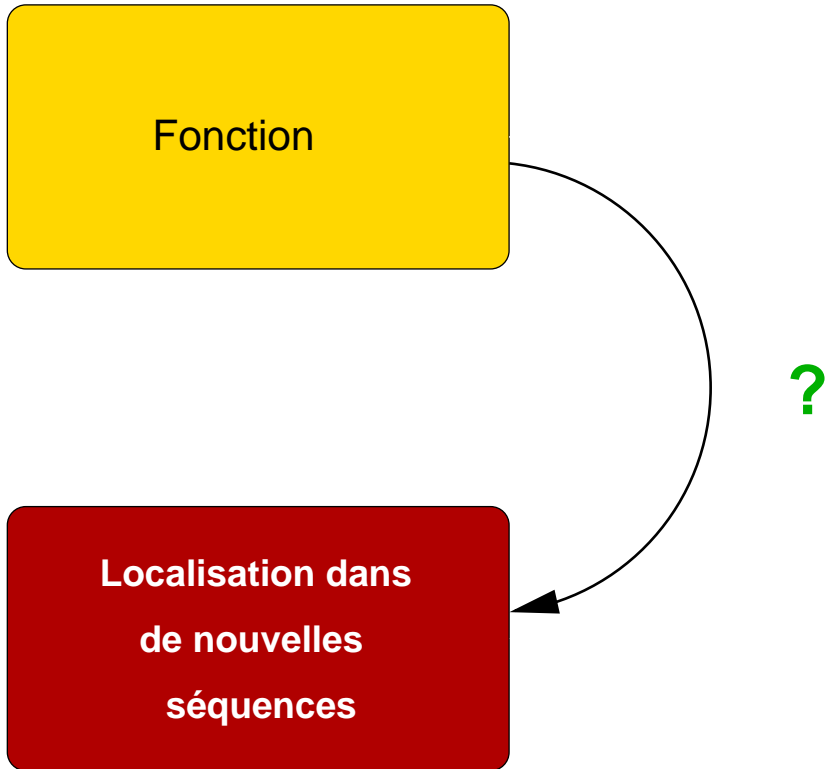 Fonction
?
Localisation dans
de nouvelles
séquences